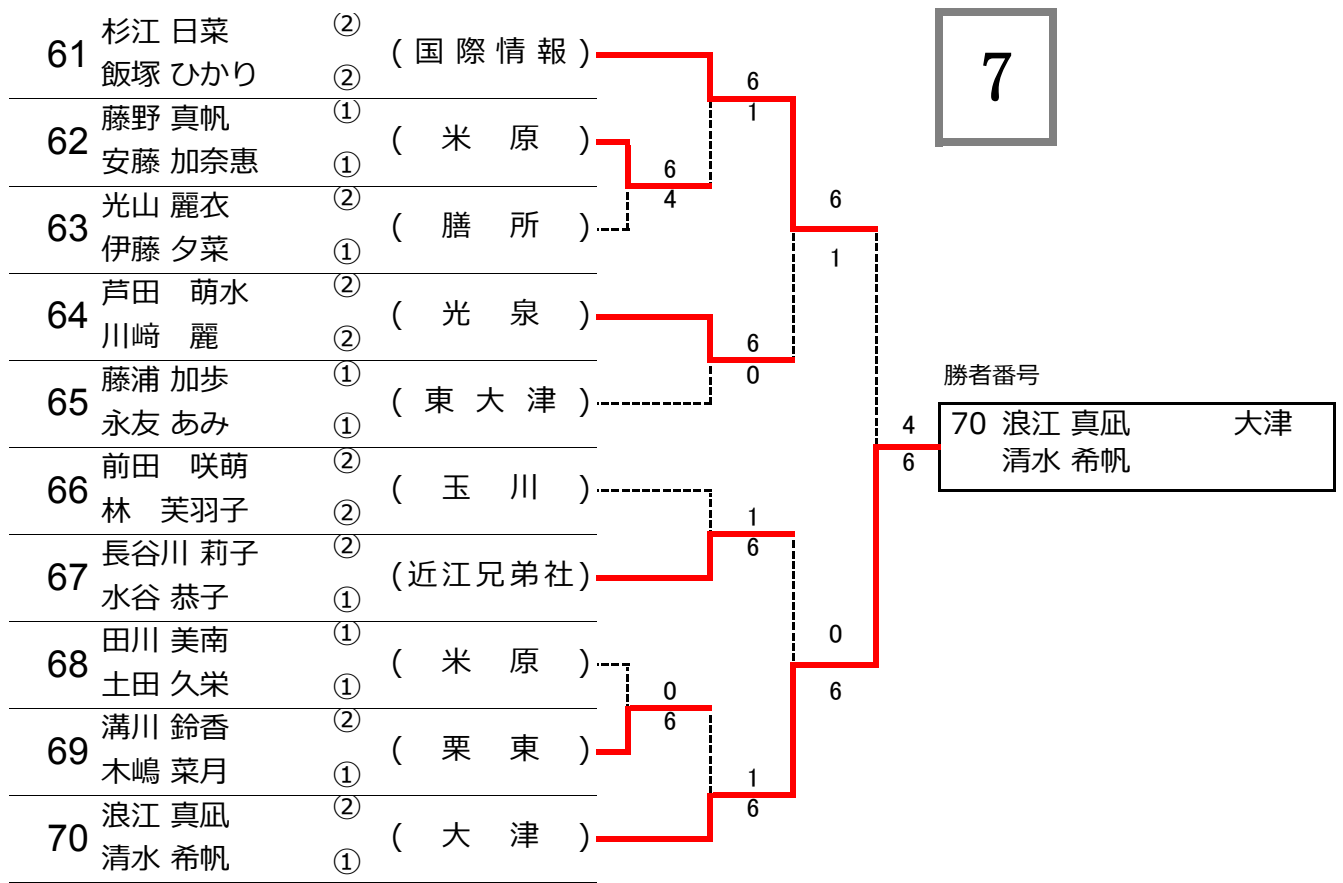 7
61 杉江 日菜 ② (国際情報)
飯塚 ひかり ②
62 藤野 真帆 ① (米原)
安藤 加奈惠 ①
63 光山 麗衣 ② (膳所)
伊藤 夕菜 ①
64 芦田 萌水 ② (光泉)
川﨑 麗 ②
65 藤浦 加歩 ① (東大津)
永友 あみ ①
66 前田 咲萌 ② (玉川)
林 芙羽子 ②
67 長谷川 莉子 ② (近江兄弟社)
水谷 恭子 ①
68 田川 美南 ① (米原)
土田 久栄 ①
69 溝川 鈴香 ② (栗東)
木嶋 菜月 ①
70 浪江 真凪 ② (大津)
清水 希帆 ①
6
4
0
6
6
1
6
0
1
6
1
6
6
1
0
6
4
6
勝者番号
70 浪江 真凪 大津
清水 希帆